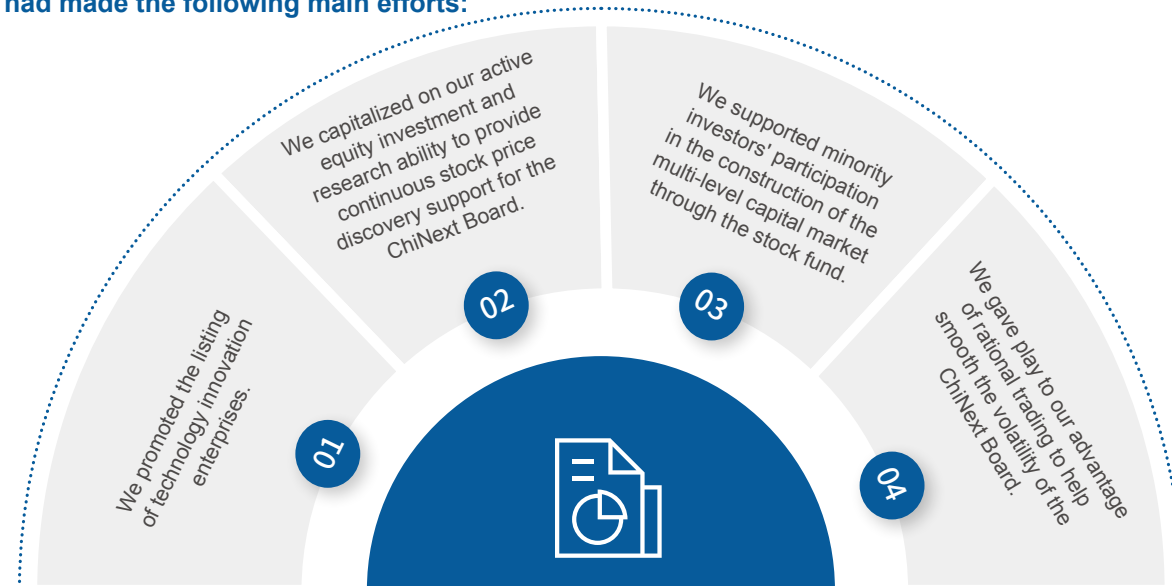 had made the following main efforts:
We promoted the listing
of technology innovation
enterprises.
01
We capitalized on our active
equity investment and
research ability to provide
continuous stock price
discovery support for the
ChiNext Board.
02
We supported minority
investors' participation
in the construction of the
multi-level capital market
through the stock fund.
03
We gave play to our advantage
of rational trading to help
smooth the volatility of the
ChiNext Board.
04